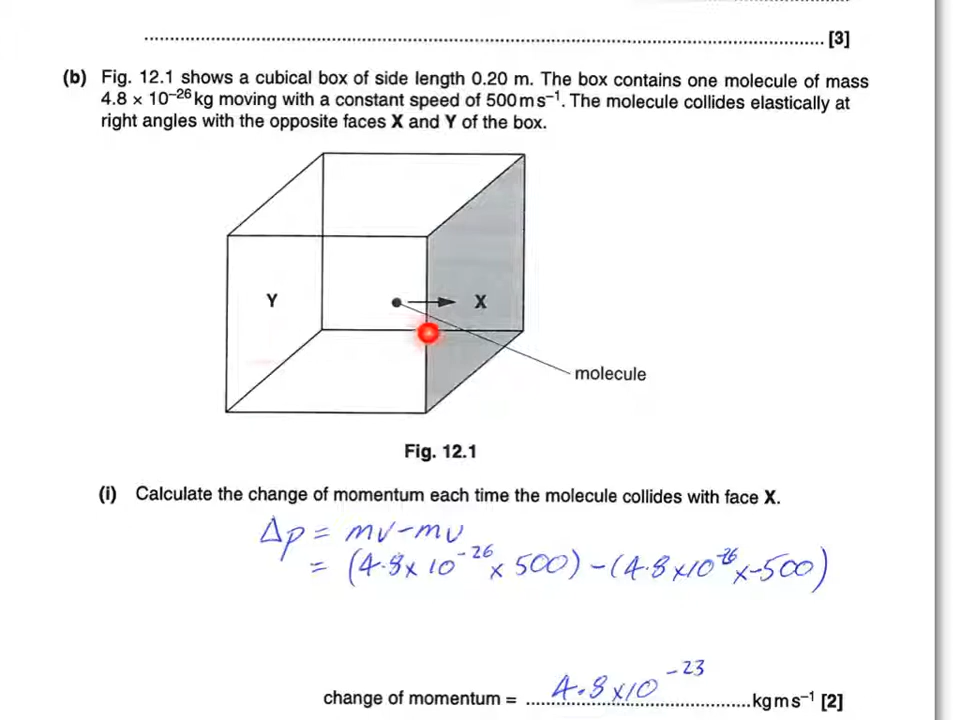 [3]
(b) Fig. 12.1 shows a cubical box of side length 0.20 m. The box contains one molecule of mass
4.8 × 10⁻²⁶ kg moving with a constant speed of 500 m s⁻¹. The molecule collides elastically at
right angles with the opposite faces X and Y of the box.
Y
X
molecule
Fig. 12.1
(i) Calculate the change of momentum each time the molecule collides with face X.
Δp = mv - mu
= (4.8 × 10⁻²⁶ × 500) - (4.8 × 10⁻²⁶ × -500)
change of momentum = 4.8 × 10⁻²³ kg m s⁻¹ [2]